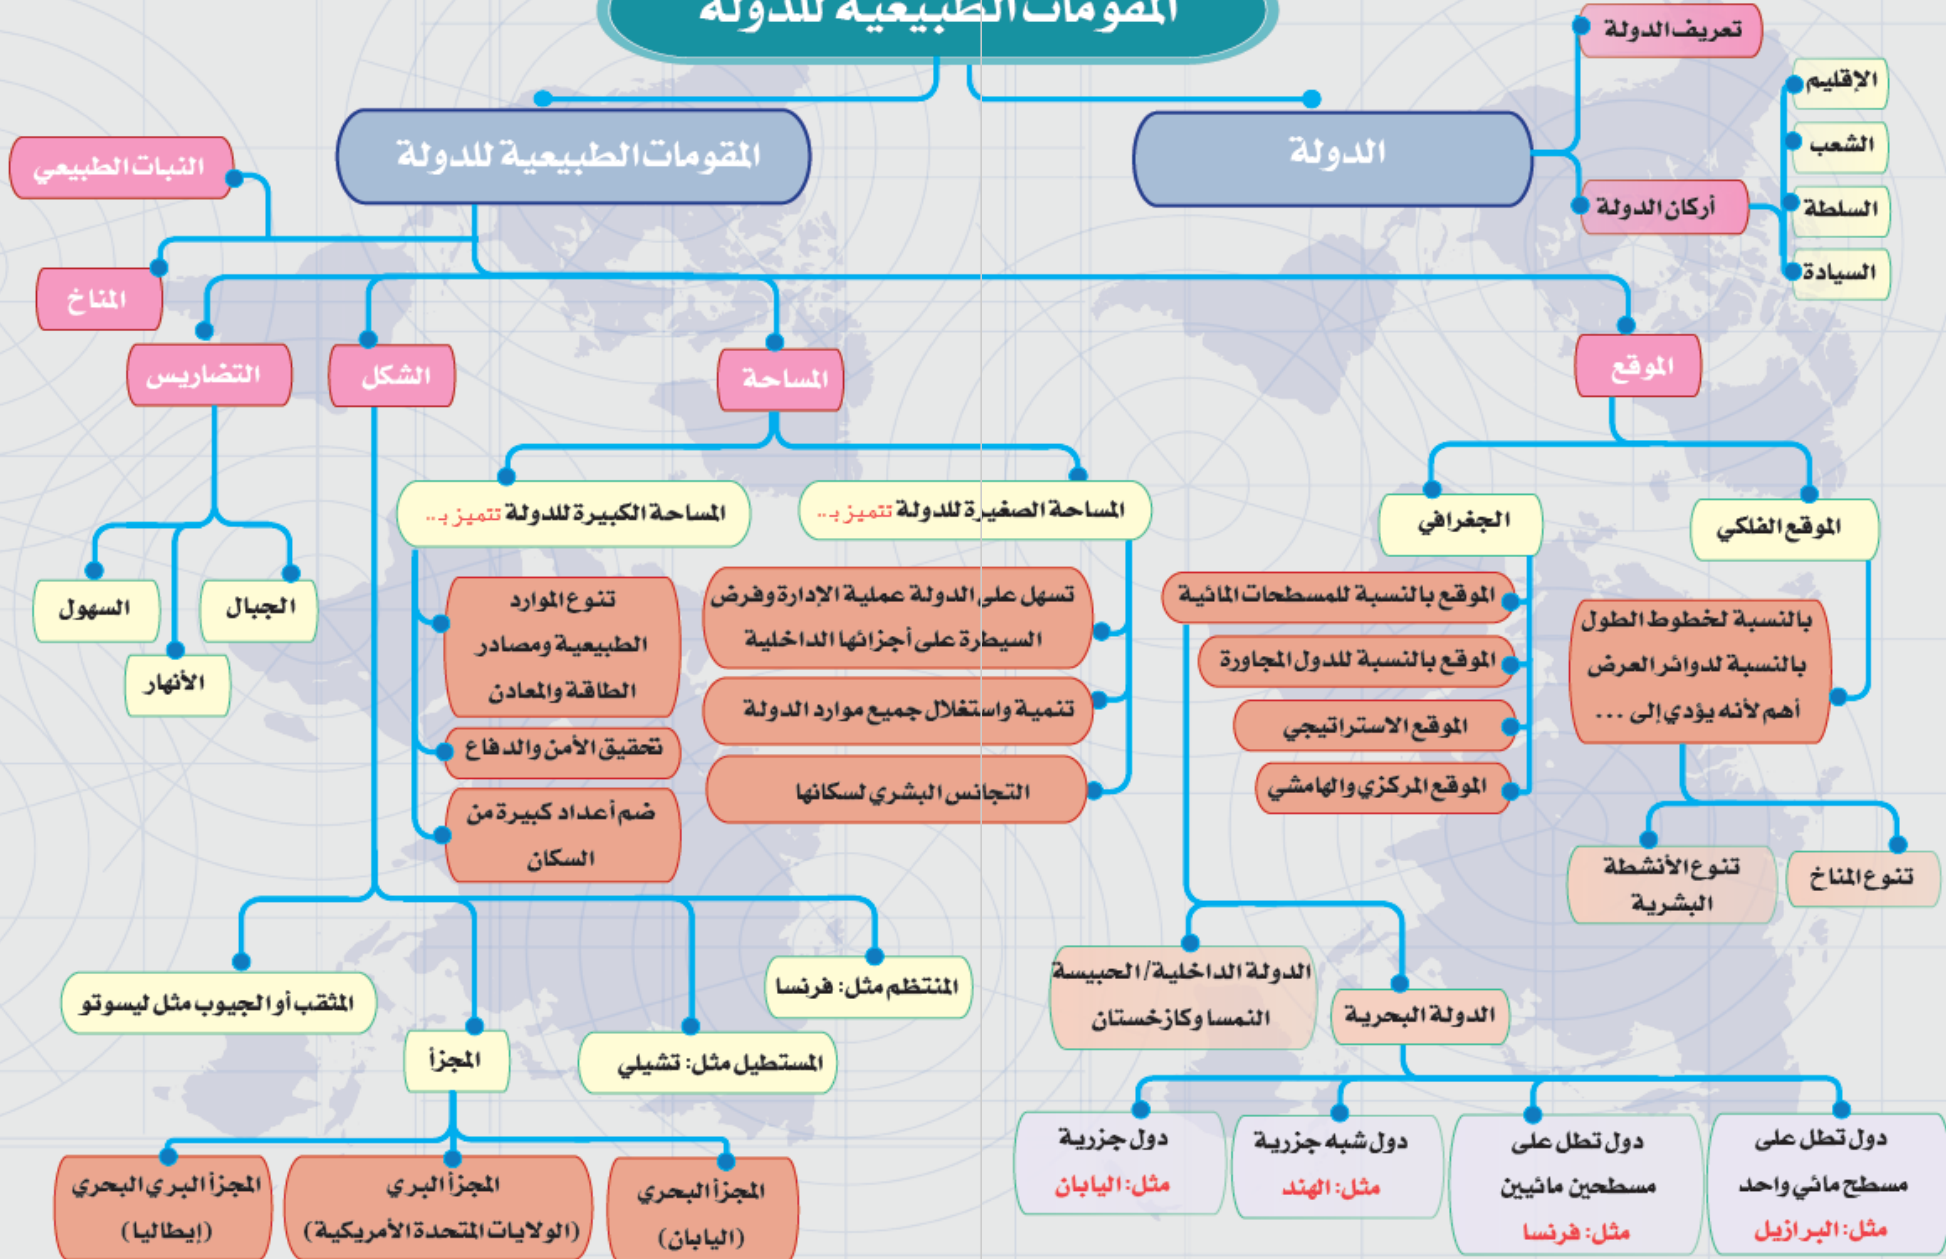 المقومات الطبيعية للدولة
الدولة
تعريف الدولة
أركان الدولة
الإقليم
الشعب
السلطة
السيادة
المقومات الطبيعية للدولة
الموقع
الموقع الفلكي
بالنسبة لخطوط الطول
بالنسبة لدوائر العرض
أهم لأنه يؤدي إلى ...
تنوع المناخ
تنوع الأنشطة
البشرية
الجغرافي
الموقع بالنسبة للمسطحات المائية
الموقع بالنسبة للدول المجاورة
الموقع الاستراتيجي
الموقع المركزي والهامشي
الدولة البحرية
دول تطل على
مسطح مائي واحد
مثل: البرازيل
دول تطل على
مسطحين مائيين
مثل: فرنسا
دول شبه جزرية
مثل: الهند
دول جزرية
مثل: اليابان
الدولة الداخلية/ الحبيسة
النمسا وكازخستان
المساحة
المساحة الصغيرة للدولة تتميز بـ..
تسهل على الدولة عملية الإدارة وفرض
السيطرة على أجزائها الداخلية
تنمية واستغلال جميع موارد الدولة
التجانس البشري لسكانها
المساحة الكبيرة للدولة تتميز بـ..
تنوع الموارد
الطبيعية ومصادر
الطاقة والمعادن
تحقيق الأمن والدفاع
ضم أعداد كبيرة من
السكان
الشكل
المنتظم مثل: فرنسا
المستطيل مثل: تشيلي
المجزأ
المجزأ البحري
(اليابان)
المجزأ البري
(الولايات المتحدة الأمريكية)
المجزأ البري البحري
(إيطاليا)
المثقب أو الجيوب مثل ليسوتو
التضاريس
الجبال
الأنهار
السهول
المناخ
النبات الطبيعي